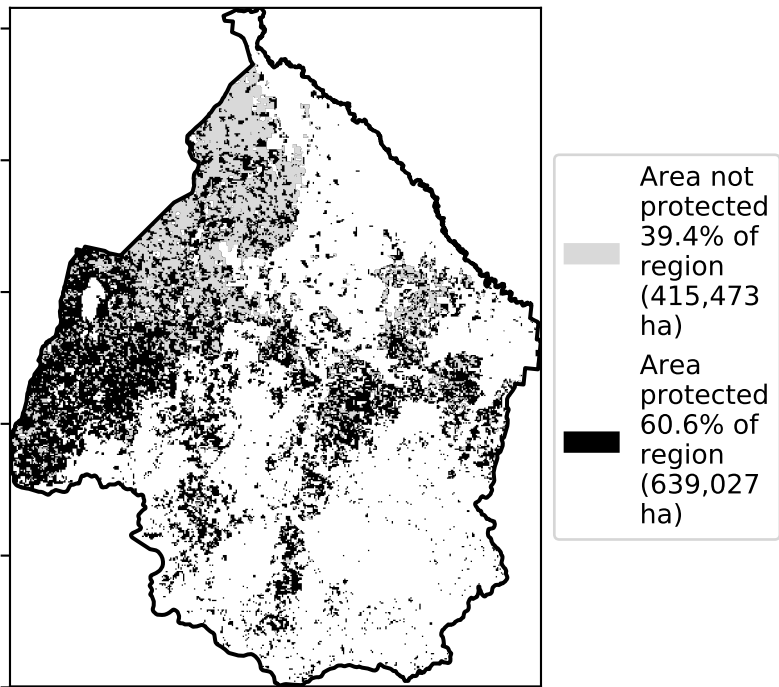 Area not
protected
39.4% of
region
(415,473
ha)
Area
protected
60.6% of
region
(639,027
ha)